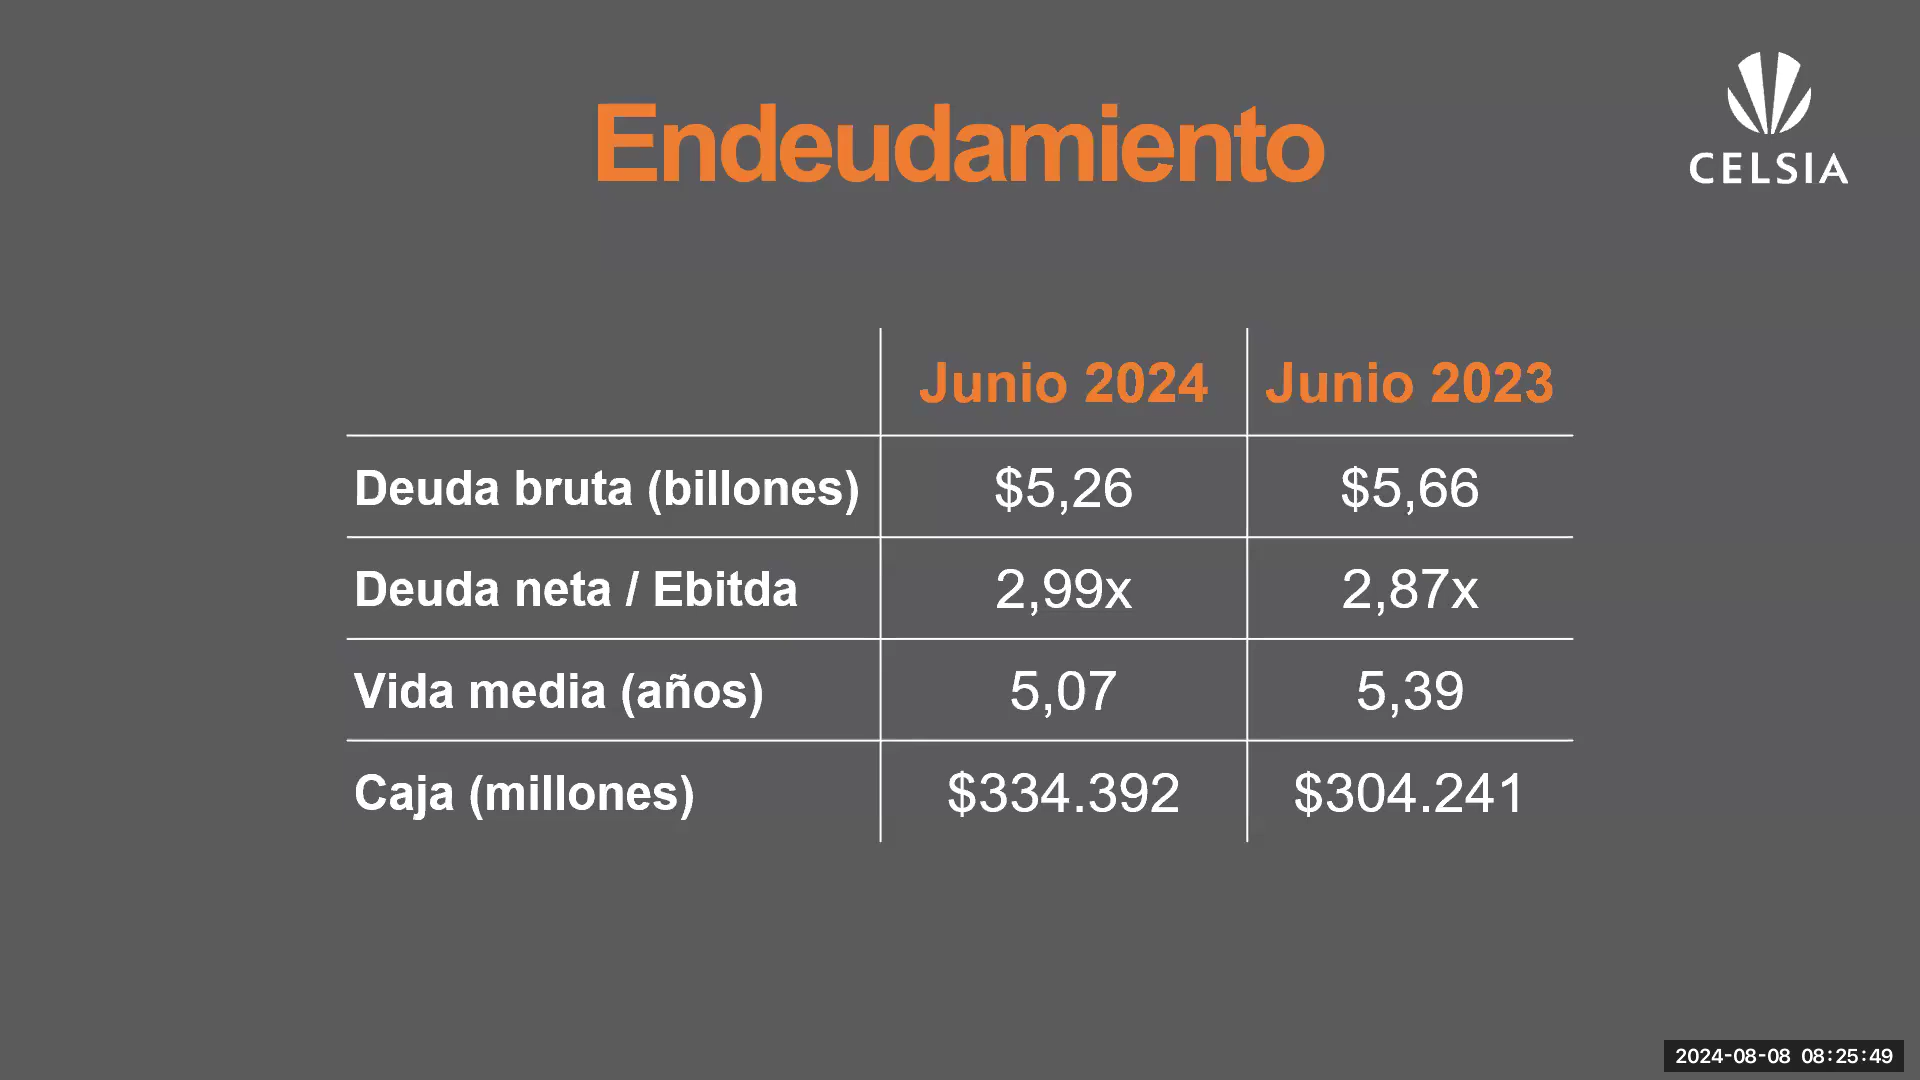 Endeudamiento
CELSIA
Junio 2024 Junio 2023
Deuda bruta (billones) $5,26 $5,66
Deuda neta / Ebitda 2,99x 2,87x
Vida media (años) 5,07 5,39
Caja (millones) $334.392 $304.241
2024-08-08 08:25:49